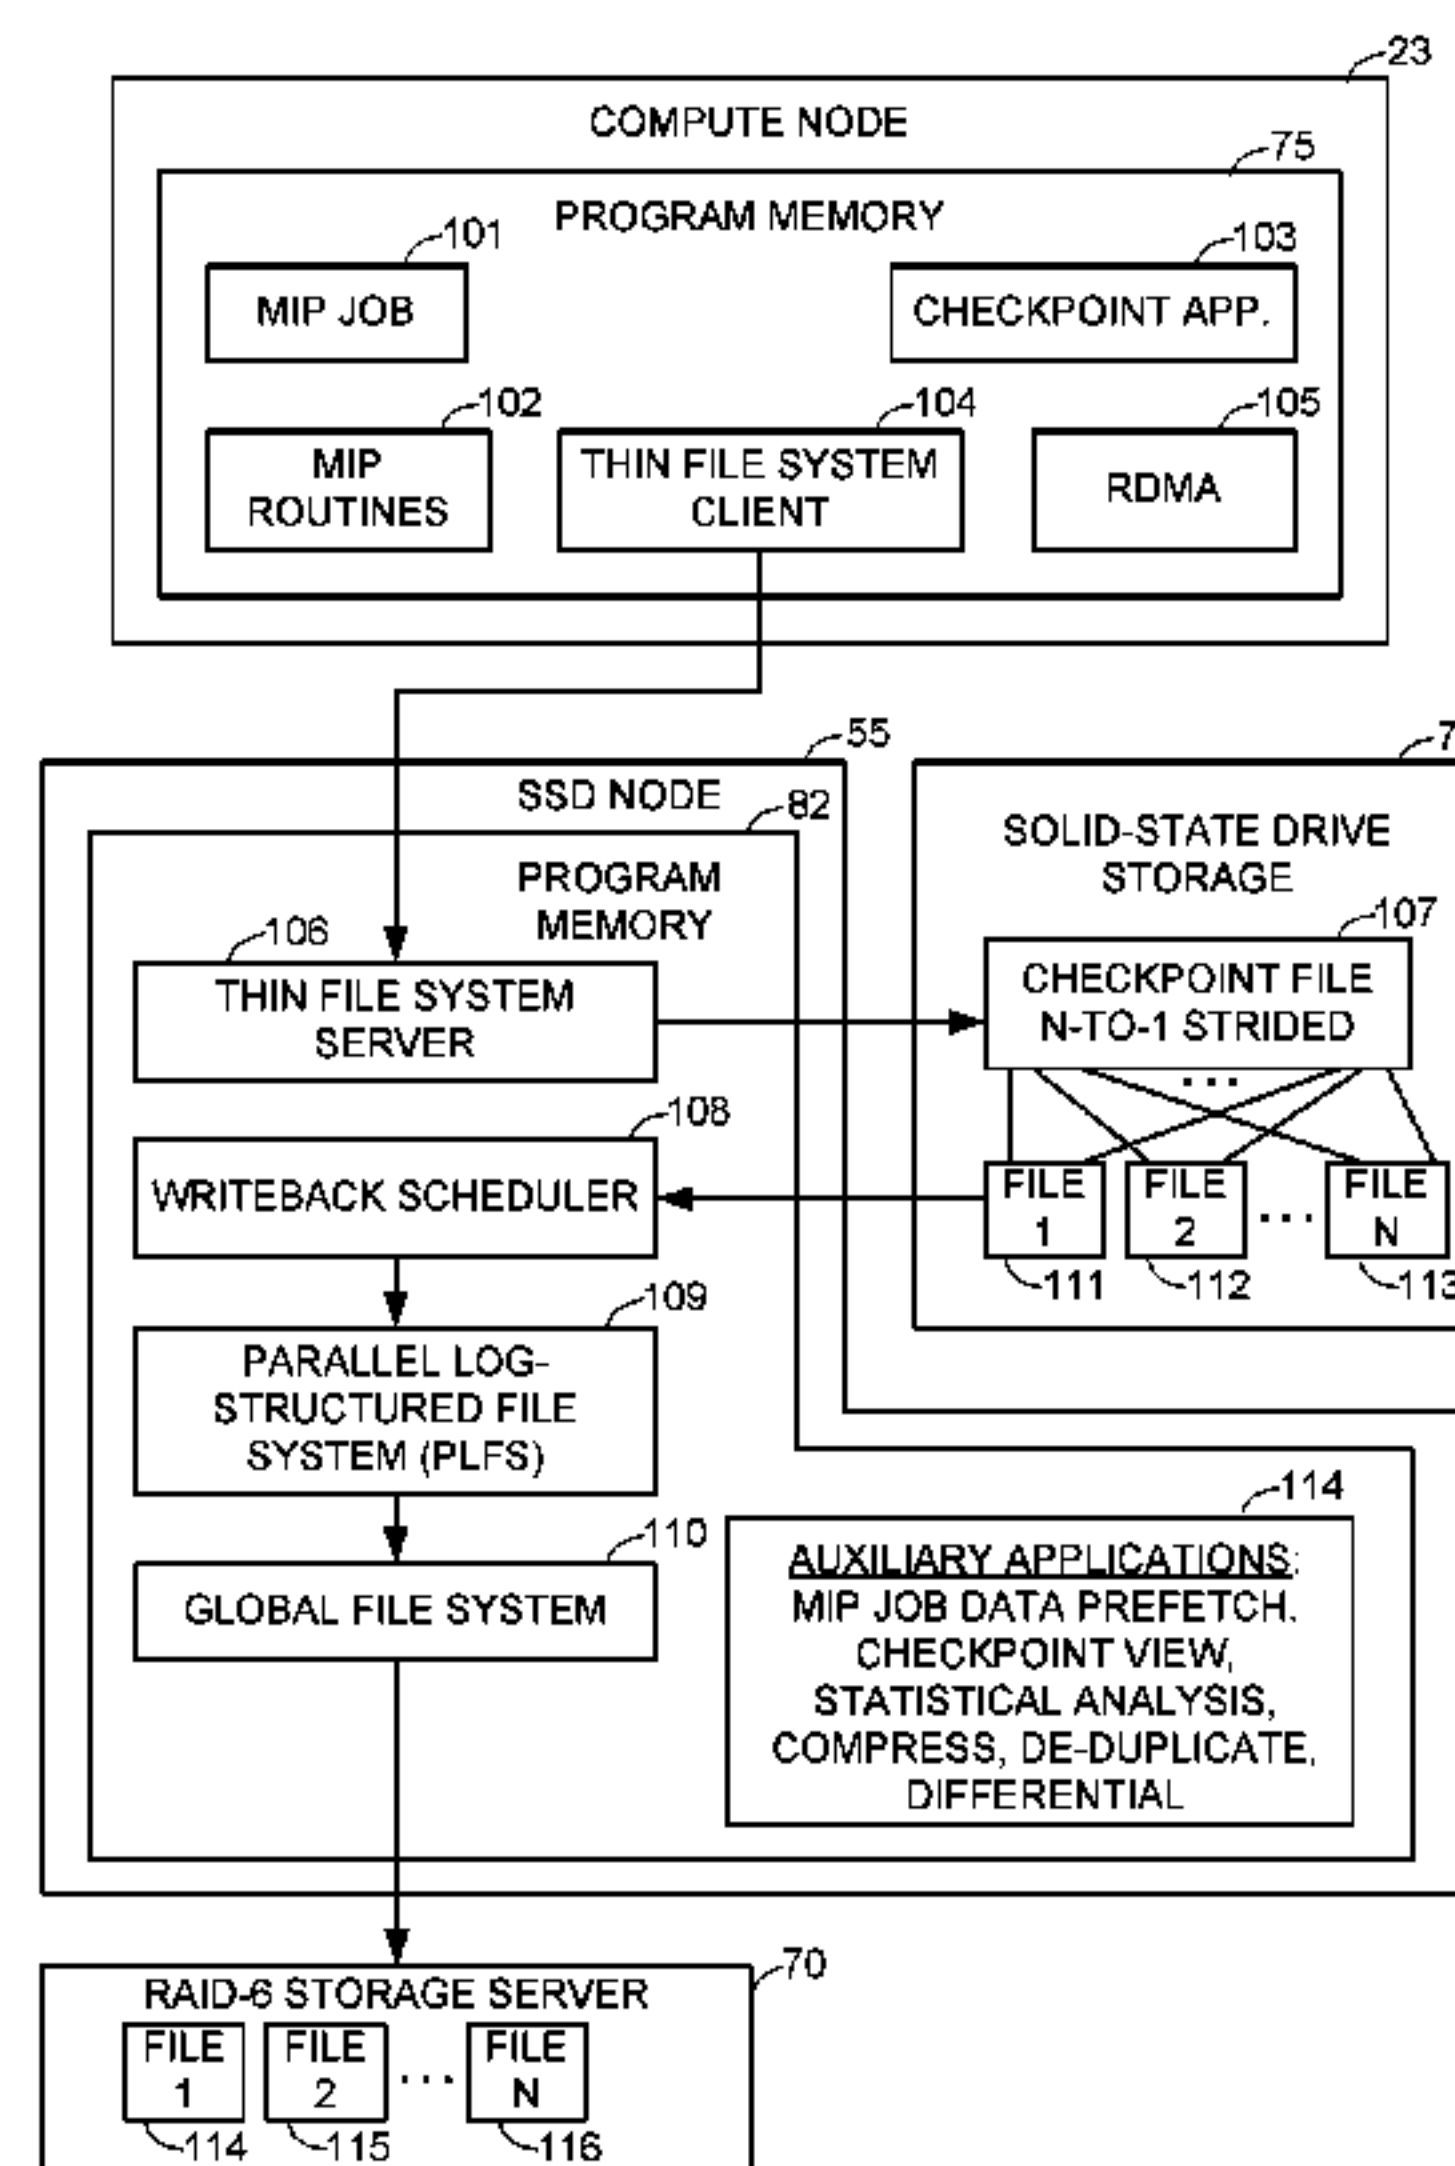 23
COMPUTE NODE
75
PROGRAM MEMORY
101
103
MIP JOB
CHECKPOINT APP.
102
104
105
MIP
ROUTINES
THIN FILE SYSTEM
CLIENT
RDMA
55
7
SSD NODE
82
SOLID-STATE DRIVE
STORAGE
PROGRAM
MEMORY
106
107
THIN FILE SYSTEM
SERVER
CHECKPOINT FILE
N-TO-1 STRIDED
...
108
WRITEBACK SCHEDULER
FILE
1
FILE
2
...
FILE
N
111
112
113
109
PARALLEL LOG-
STRUCTURED FILE
SYSTEM (PLFS)
114
110
GLOBAL FILE SYSTEM
AUXILIARY APPLICATIONS:
MIP JOB DATA PREFETCH.
CHECKPOINT VIEW,
STATISTICAL ANALYSIS,
COMPRESS, DE-DUPLICATE,
DIFFERENTIAL
70
RAID-6 STORAGE SERVER
FILE
1
FILE
2
...
FILE
N
114
115
116